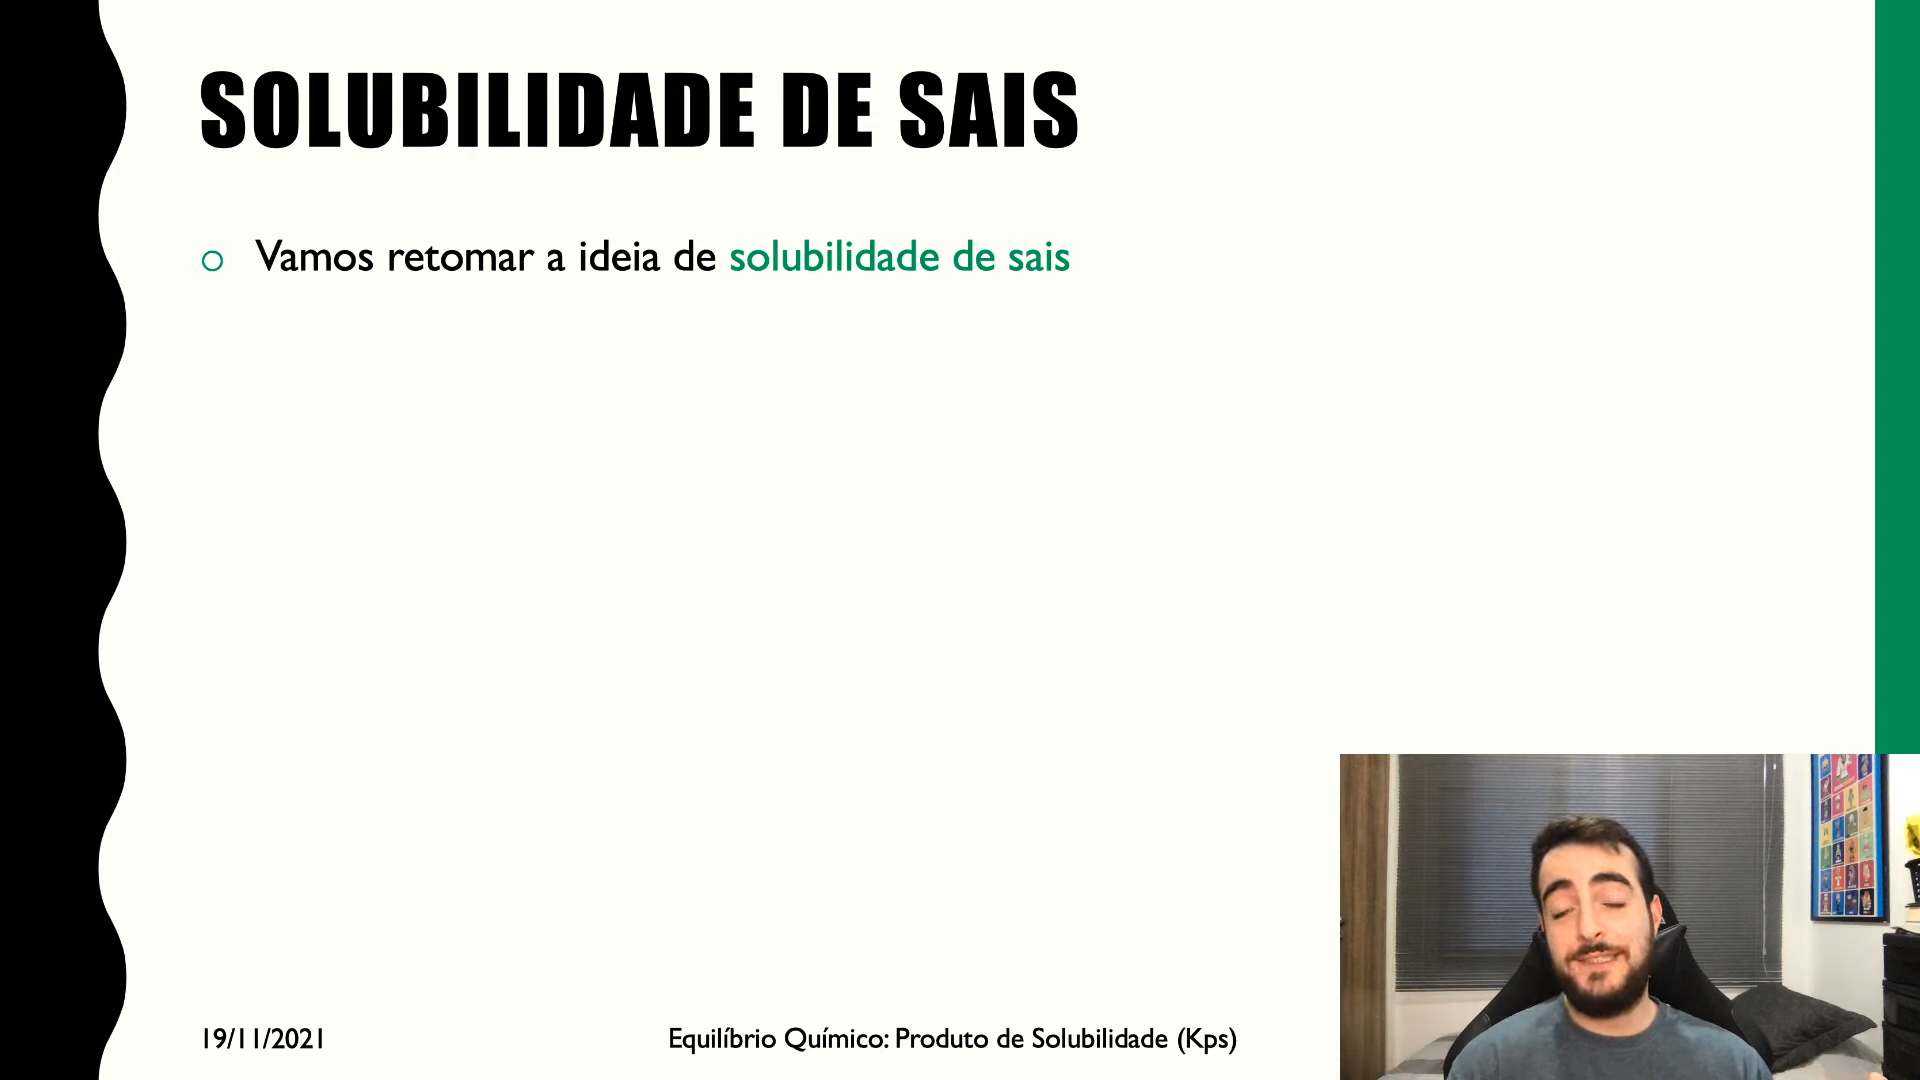 SOLUBILIDADE DE SAIS
Vamos retomar a ideia de solubilidade de sais
19/11/2021
Equilíbrio Químico: Produto de Solubilidade (Kps)